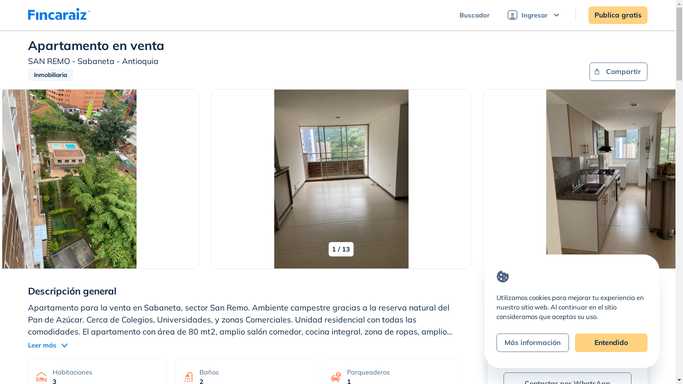 Fincaraiz
Buscador
Ingresar
Publica gratis
Apartamento en venta
SAN REMO - Sabaneta - Antioquia
Inmobiliaria
Compartir
1 / 13
Descripción general
Apartamento para la venta en Sabaneta, sector San Remo. Ambiente campestre gracias a la reserva natural del
Pan de Azúcar. Cerca de Colegios, Universidades, y zonas Comerciales. Unidad residencial con todas las
comodidades. El apartamento con área de 80 mt2, amplio salón comedor, cocina integral. zona de ropas, amplio...
Leer más
Habitaciones
3
Baños
2
Parqueaderos
1
Utilizamos cookies para mejorar tu experiencia en
nuestro sitio web. Al continuar en el sitio
consideramos que aceptas su uso.
Más información
Entendido
Contactar por WhatsApp